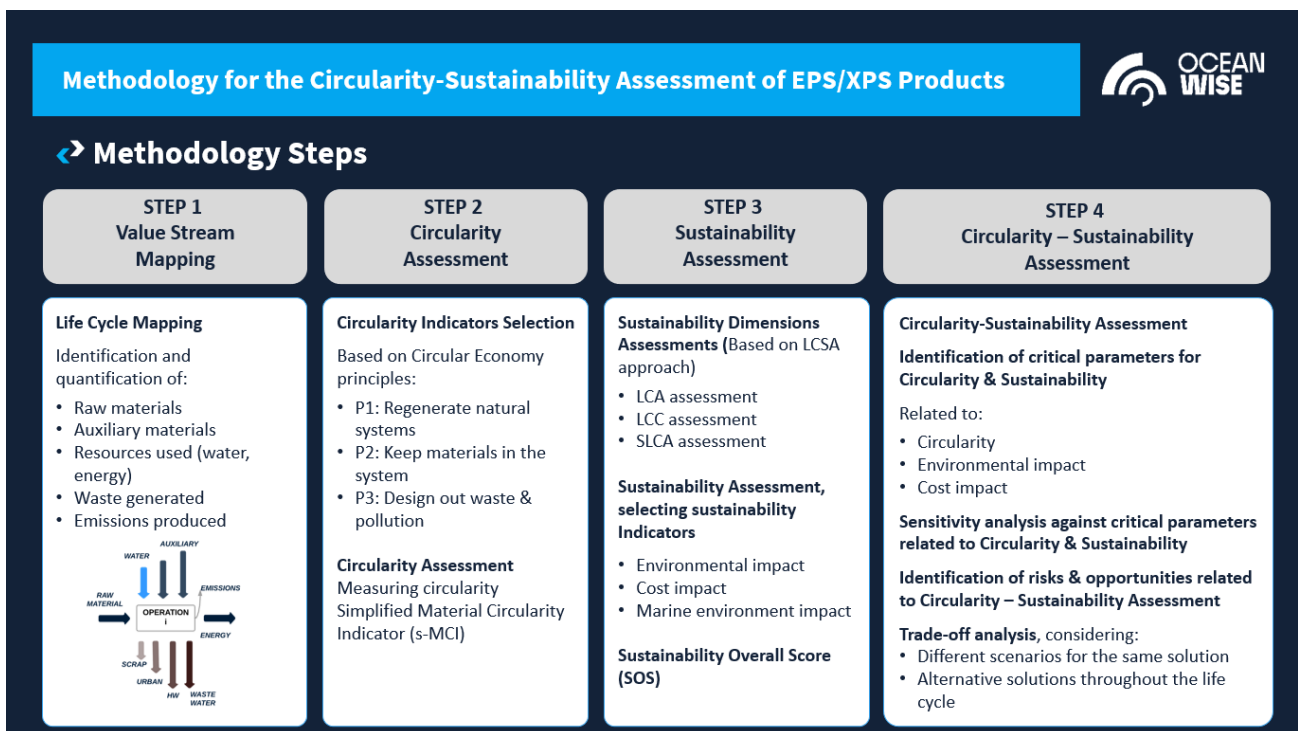 Methodology for the Circularity-Sustainability Assessment of EPS/XPS Products
OCEAN
WISE
Methodology Steps
STEP 1
Value Stream
Mapping
Life Cycle Mapping
Identification and
quantification of:
• Raw materials
• Auxiliary materials
• Resources used (water,
energy)
• Waste generated
• Emissions produced
AUXILIARY
WATER
RAW
MATERIAL
OPERATION
i
EMISSIONS
ENERGY
SCRAP
URBAN
HW
WASTE
WATER
STEP 2
Circularity
Assessment
Circularity Indicators Selection
Based on Circular Economy
principles:
• P1: Regenerate natural
systems
• P2: Keep materials in the
system
• P3: Design out waste &
pollution
Circularity Assessment
Measuring circularity
Simplified Material Circularity
Indicator (s-MCI)
STEP 3
Sustainability
Assessment
Sustainability Dimensions
Assessments (Based on LCSA
approach)
• LCA assessment
• LCC assessment
• SLCA assessment
Sustainability Assessment,
selecting sustainability
Indicators
• Environmental impact
• Cost impact
• Marine environment impact
Sustainability Overall Score
(SOS)
STEP 4
Circularity – Sustainability
Assessment
Circularity-Sustainability Assessment
Identification of critical parameters for
Circularity & Sustainability
Related to:
• Circularity
• Environmental impact
• Cost impact
Sensitivity analysis against critical parameters
related to Circularity & Sustainability
Identification of risks & opportunities related
to Circularity – Sustainability Assessment
Trade-off analysis, considering:
• Different scenarios for the same solution
• Alternative solutions throughout the life
cycle